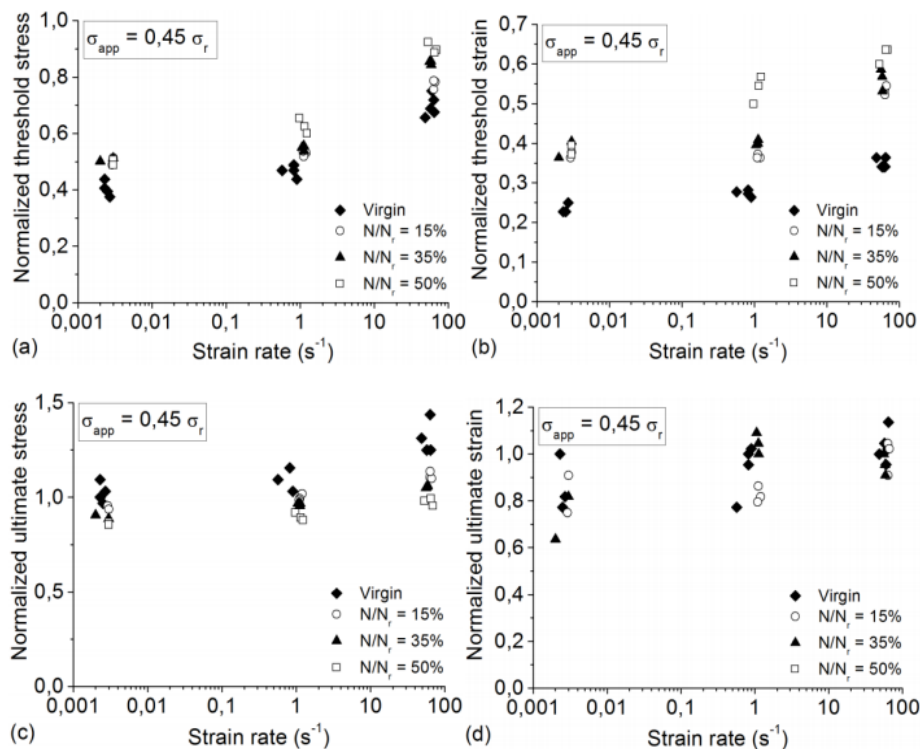 Normalized threshold stress
1,0
0,8
0,6
0,4
0,2
0,0
σapp = 0,45 σr
Virgin
N/Nr = 15%
N/Nr = 35%
N/Nr = 50%
0,001 0,01 0,1 1 10 100
(a)
Strain rate (s⁻¹)
Normalized threshold strain
0,7
0,6
0,5
0,4
0,3
0,2
0,1
0,0
σapp = 0,45 σr
Virgin
N/Nr = 15%
N/Nr = 35%
N/Nr = 50%
0,001 0,01 0,1 1 10 100
(b)
Strain rate (s⁻¹)
Normalized ultimate stress
1,5
1,0
0,5
0,0
σapp = 0,45 σr
Virgin
N/Nr = 15%
N/Nr = 35%
N/Nr = 50%
0,001 0,01 0,1 1 10 100
(c)
Strain rate (s⁻¹)
Normalized ultimate strain
1,2
1,0
0,8
0,6
0,4
0,2
0,0
σapp = 0,45 σr
Virgin
N/Nr = 15%
N/Nr = 35%
N/Nr = 50%
0,001 0,01 0,1 1 10 100
(d)
Strain rate (s⁻¹)